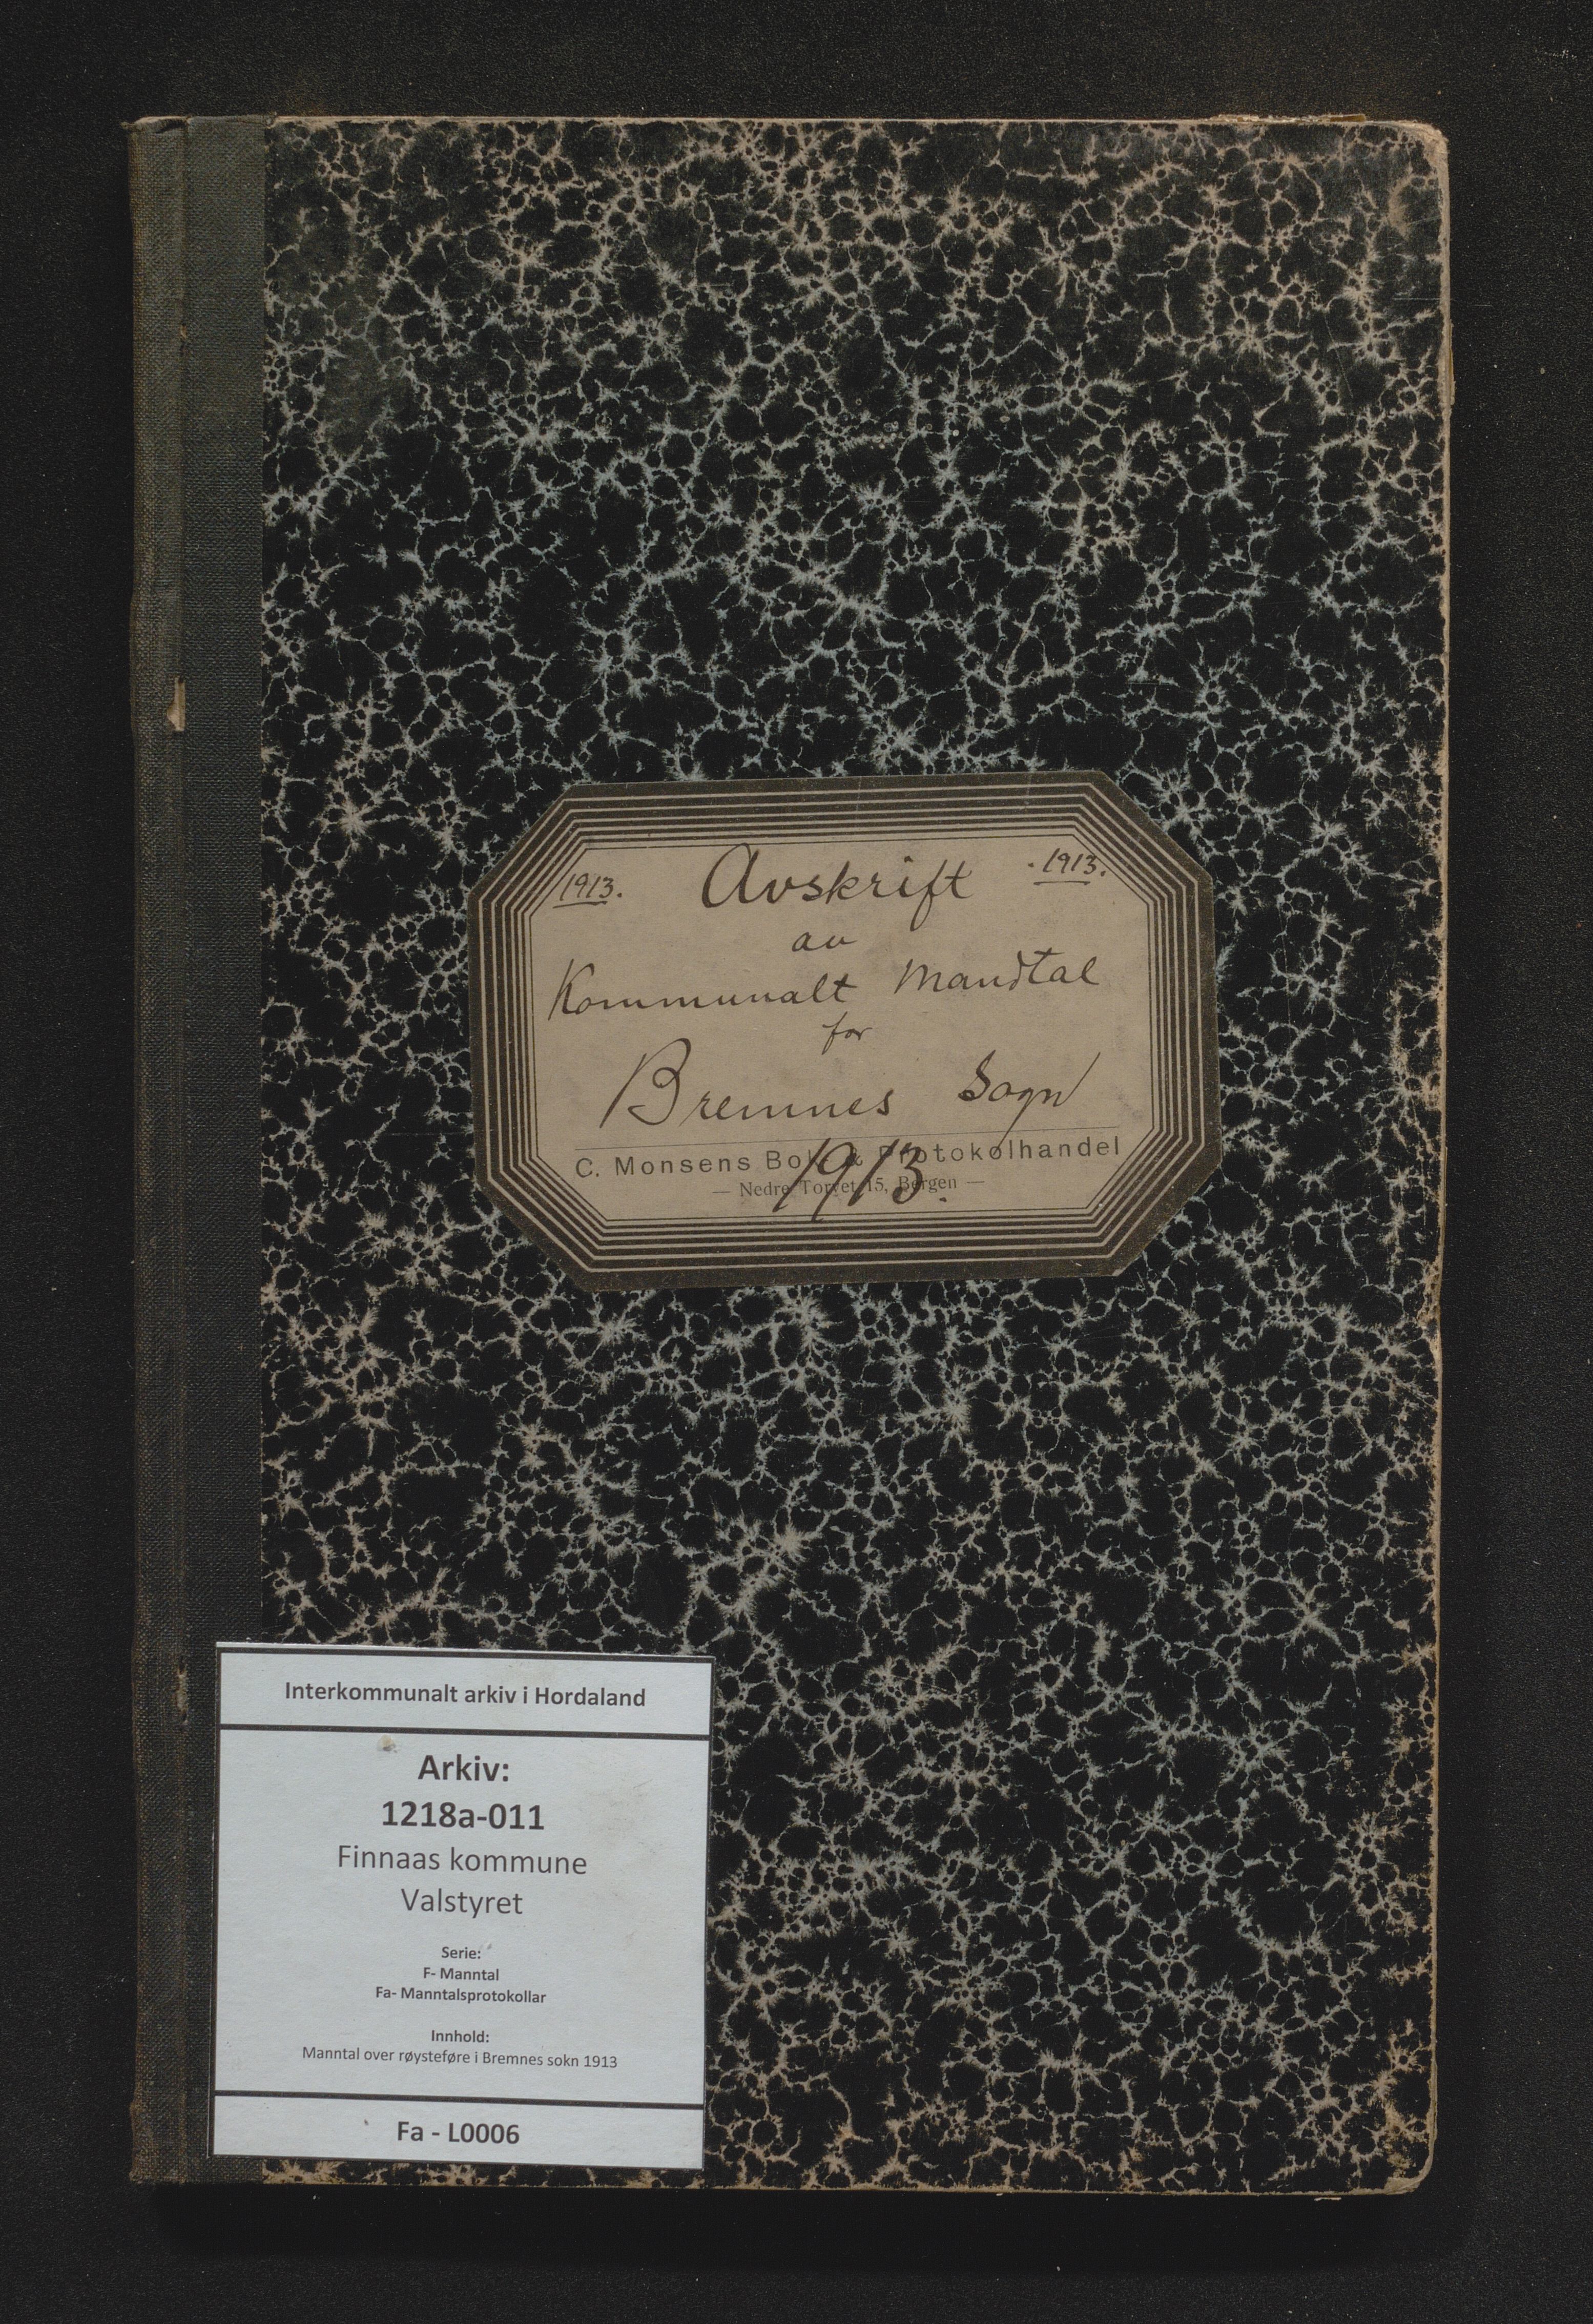 1913. Avskrift 1913.
av
Kommunalt Mandtal
for
Bremnes Sogn
1913.
C. Monsens Bok & Protokolhandel
— Nedre Torvet 15, Bergen —
Interkommunalt arkiv i Hordaland
Arkiv:
1218a-011
Finnaas kommune
Valstyret
Serie:
F- Manntal
Fa- Manntalsprotokollar
Innhold:
Manntal over røysteføre i Bremnes sokn 1913
Fa - L0006